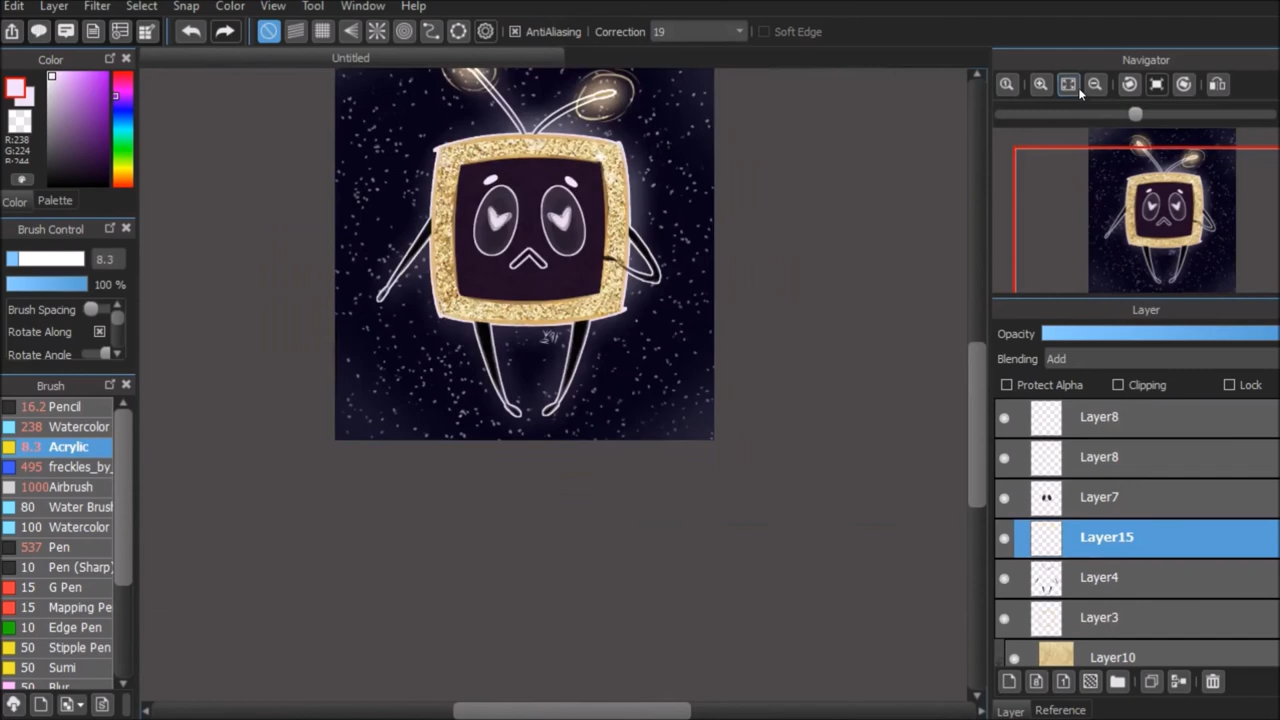 Edit Layer Filter Select Snap Color View Tool Window Help
AntiAliasing Correction 19 Soft Edge
Color
Untitled
Navigator
R:238
G:224
B:244
Color Palette
Brush Control
8.3
100 %
Brush Spacing
Rotate Along
Rotate Angle
Opacity
Layer
Blending Add
Protect Alpha Clipping Lock
Brush
16.2 Pencil
238 Watercolor
8.3 Acrylic
495 freckles_by_
1000 Airbrush
80 Water Brush
100 Watercolor
537 Pen
10 Pen (Sharp)
15 G Pen
15 Mapping Pe
10 Edge Pen
50 Stipple Pen
50 Sumi
50 Blur
Layer8
Layer8
Layer7
Layer15
Layer4
Layer3
Layer10
Layer Reference